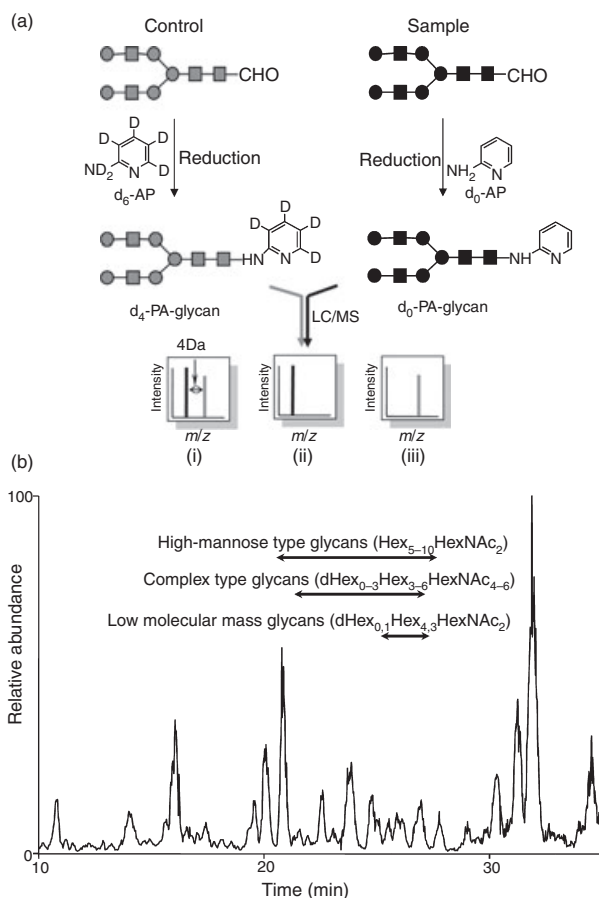 (a)
Control
Sample
CHO
CHO
D
D
D
D
ND₂
N
d₆-AP
Reduction
Reduction
NH₂
N
d₀-AP
D
D
D
D
HN
N
NH
N
d₄-PA-glycan
d₀-PA-glycan
LC/MS
4Da
Intensity
Intensity
Intensity
m/z
m/z
m/z
(i)
(ii)
(iii)
(b)
100
High-mannose type glycans (Hex₅₋₁₀HexNAc₂)
Complex type glycans (dHex₀₋₃Hex₃₋₆HexNAc₄₋₆)
Low molecular mass glycans (dHex₀,₁Hex₄,₃HexNAc₂)
Relative abundance
0
10
20
30
Time (min)